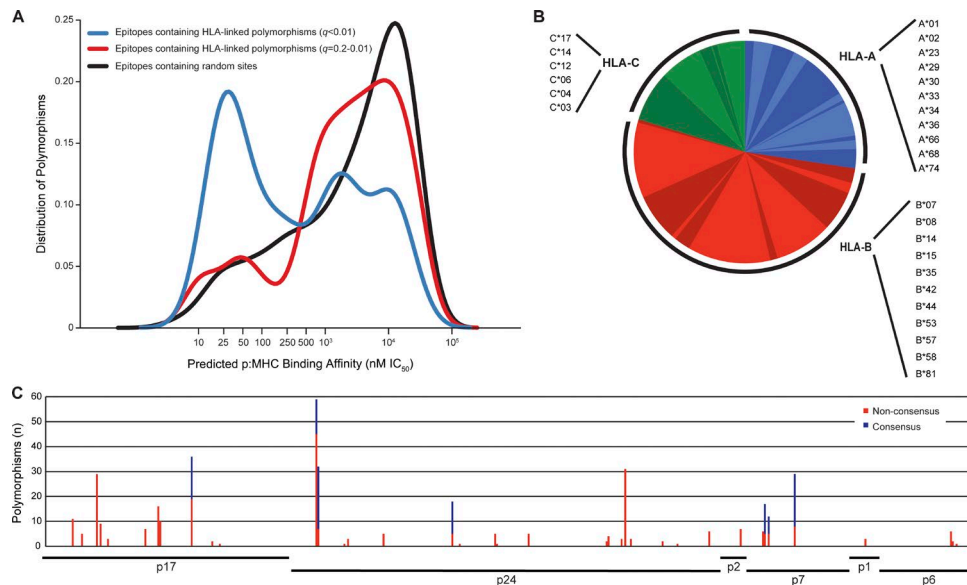 A
Distribution of Polymorphisms
0.25
0.20
0.15
0.10
0.05
0
Epitopes containing HLA-linked polymorphisms (q<0.01)
Epitopes containing HLA-linked polymorphisms (q=0.2-0.01)
Epitopes containing random sites
10 25 50 100 250 500 10³ 10⁴ 10⁵
Predicted p:MHC Binding Affinity (nM IC₅₀)
B
C*17
C*14
C*12
C*06
C*04
C*03
HLA-C
HLA-A
A*01
A*02
A*23
A*29
A*30
A*33
A*34
A*36
A*66
A*68
A*74
HLA-B
B*07
B*08
B*14
B*15
B*35
B*42
B*44
B*53
B*57
B*58
B*81
C
Polymorphisms (n)
60
50
40
30
20
10
0
Non-consensus
Consensus
p17
p24
p2
p7
p1
p6